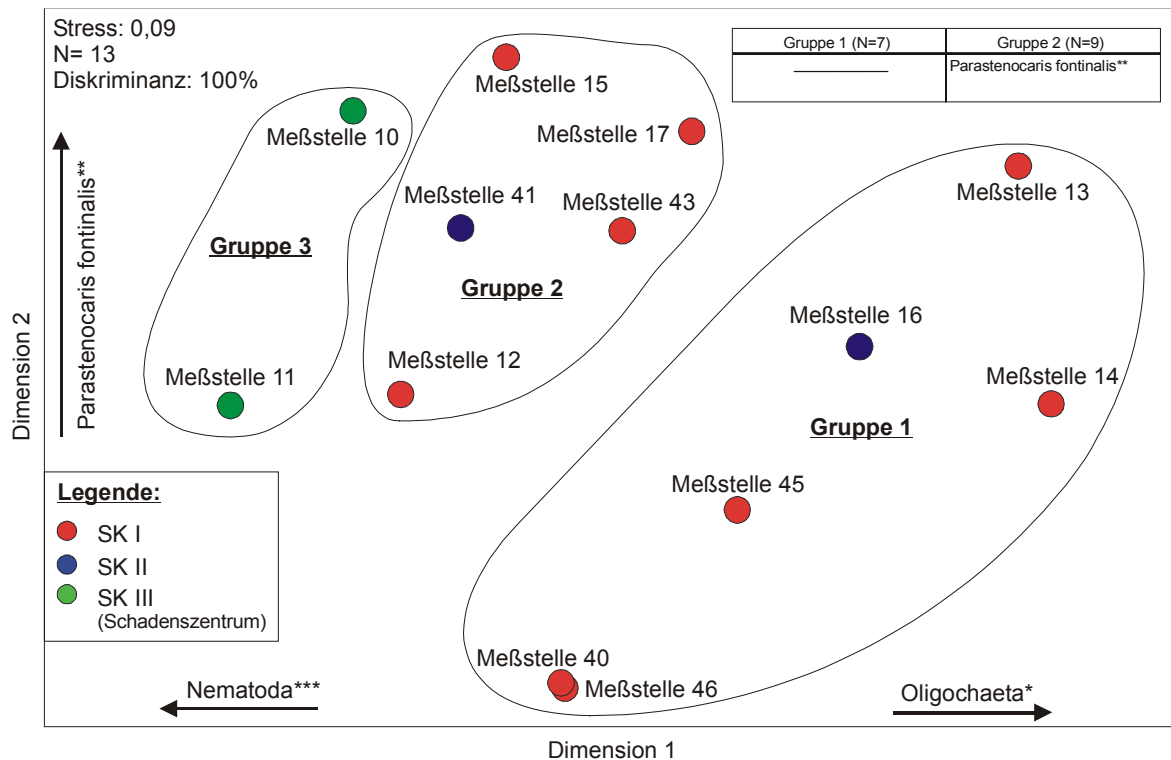 Stress: 0,09
N= 13
Diskriminanz: 100%
Gruppe 1 (N=7) Gruppe 2 (N=9)
Parastenocaris fontinalis**
Meßstelle 15
Meßstelle 10
Meßstelle 17
Meßstelle 13
Meßstelle 41
Meßstelle 43
Gruppe 3
Gruppe 2
Meßstelle 16
Meßstelle 12
Meßstelle 11
Meßstelle 14
Gruppe 1
Meßstelle 45
Meßstelle 40
Meßstelle 46
Dimension 2
Parastenocaris fontinalis**
Legende:
SK I
SK II
SK III
(Schadenszentrum)
Nematoda***
Oligochaeta*
Dimension 1